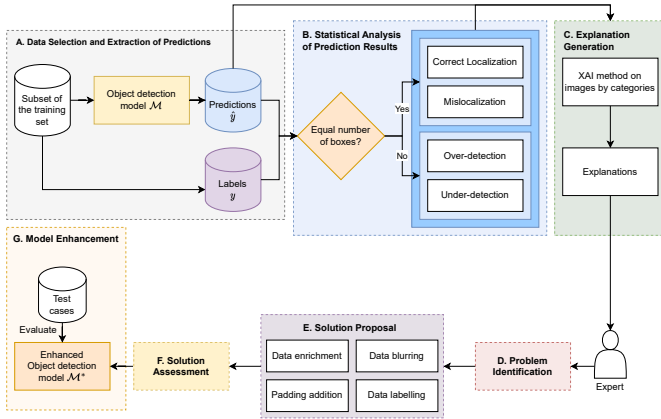 A. Data Selection and Extraction of Predictions
Subset of
the training
set
Object detection
model ℳ
Predictions
ŷ
Labels
y
B. Statistical Analysis
of Prediction Results
Equal number
of boxes?
Yes
No
Correct Localization
Mislocalization
Over-detection
Under-detection
C. Explanation
Generation
XAI method on
images by categories
Explanations
Expert
D. Problem
Identification
E. Solution Proposal
Data enrichment
Data blurring
Padding addition
Data labelling
F. Solution
Assessment
G. Model Enhancement
Test
cases
Evaluate
Enhanced
Object detection
model ℳ*